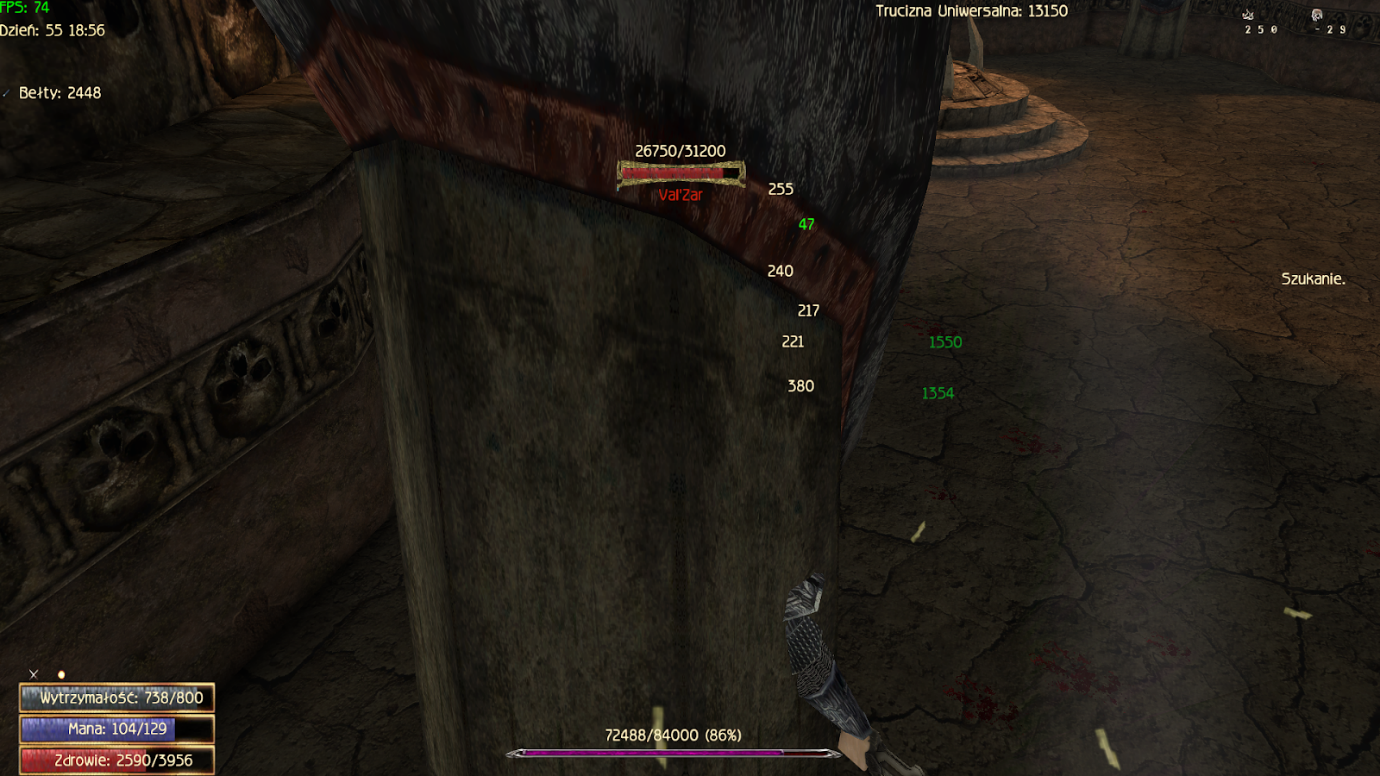 FPS: 74
Trucizna Uniwersalna: 13150
Dzień: 55 18:56
250
-29
Bełty: 2448
26750/31200
Val'Zar
255
47
240
Szukanie.
217
221
1550
380
1354
Wytrzymałość: 738/800
Mana: 104/129
72488/84000 (86%)
Zdrowie: 2590/3956